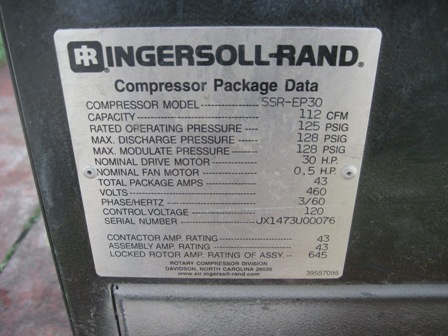 IR INGERSOLL-RAND®
Compressor Package Data
COMPRESSOR MODEL SSR-EP30
CAPACITY 112 CFM
RATED OPERATING PRESSURE 125 PSIG
MAX. DISCHARGE PRESSURE 128 PSIG
MAX. MODULATE PRESSURE 128 PSIG
NOMINAL DRIVE MOTOR 30 H.P.
NOMINAL FAN MOTOR 0.5 H.P.
TOTAL PACKAGE AMPS 43
VOLTS 460
PHASE/HERTZ 3/60
CONTROL VOLTAGE 120
SERIAL NUMBER JX1473U00076
CONTACTOR AMP. RATING 43
ASSEMBLY AMP. RATING 43
LOCKED ROTOR AMP. RATING OF ASSY. 645
ROTARY COMPRESSOR DIVISION
DAVIDSON, NORTH CAROLINA 28036
www.air.ingersoll-rand.com
39557095